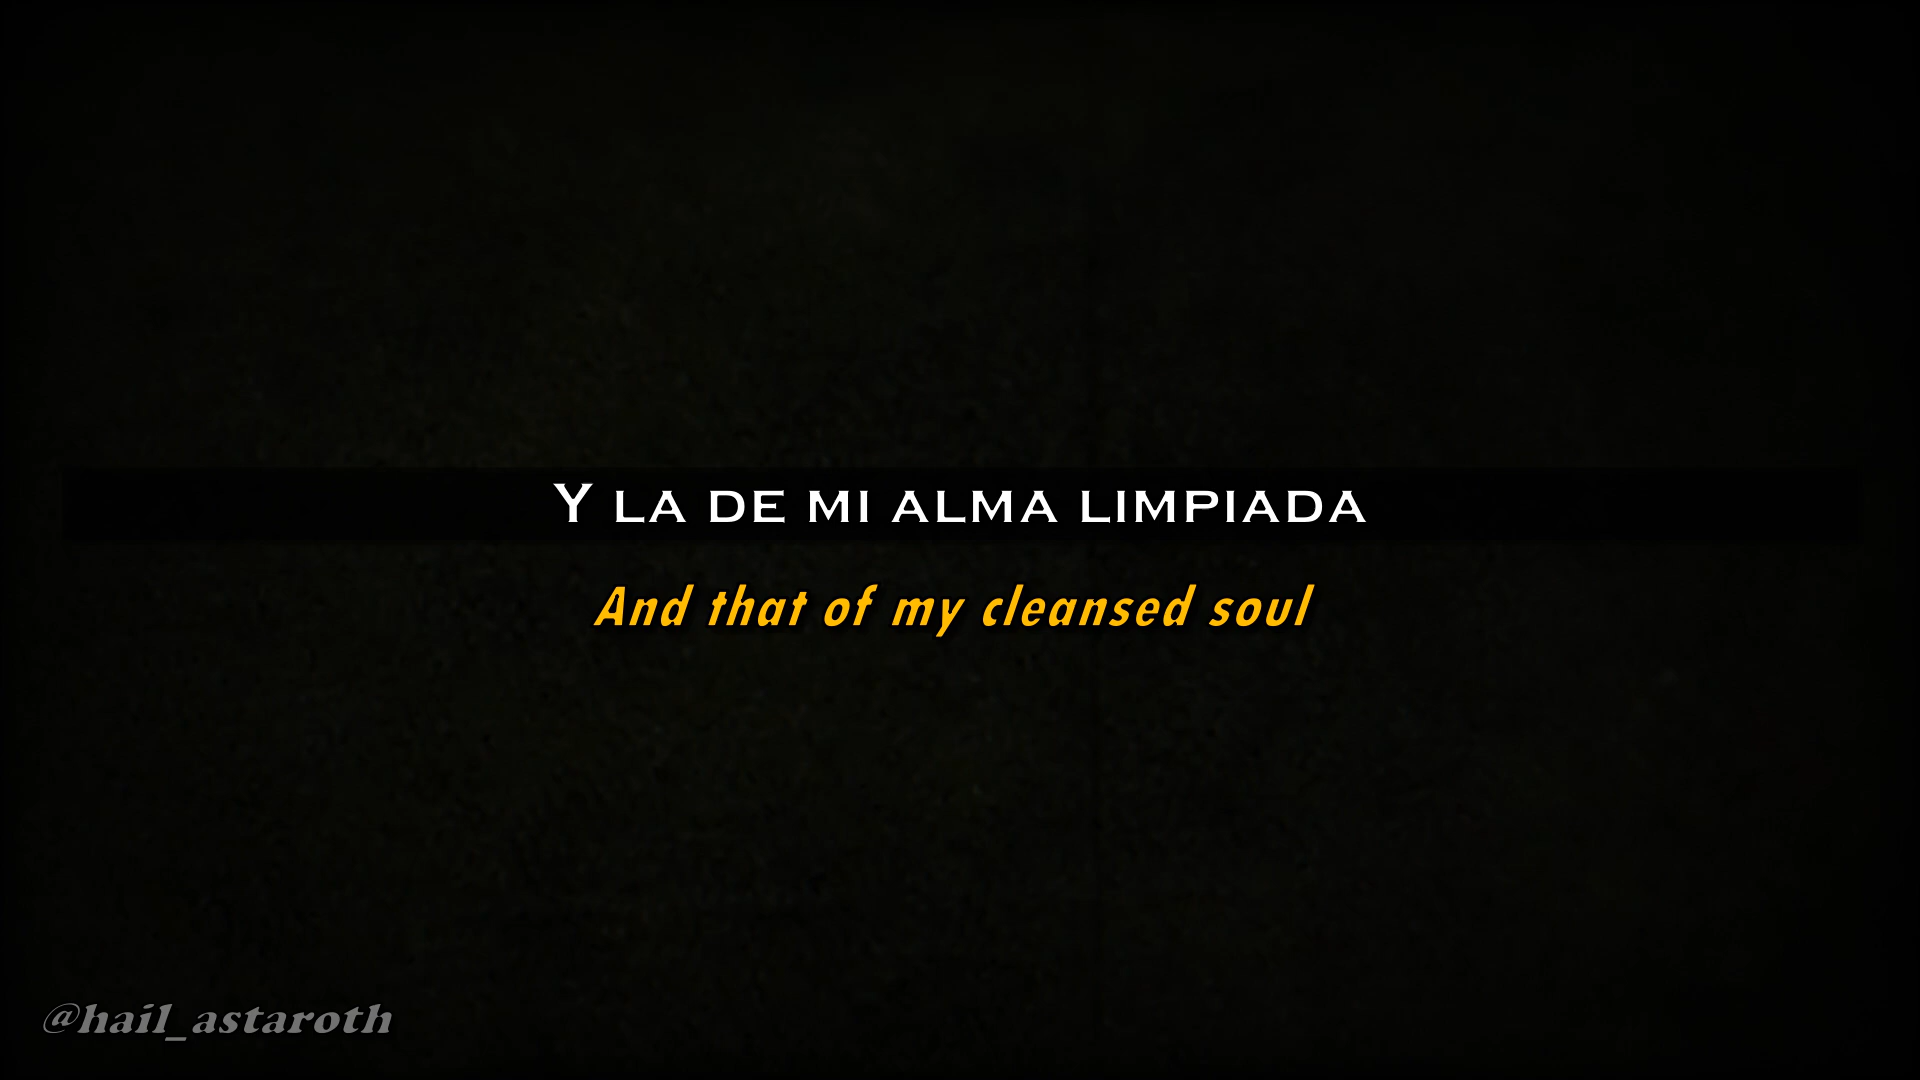 Y LA DE MI ALMA LIMPIADA
And that of my cleansed soul
@hail_astaroth